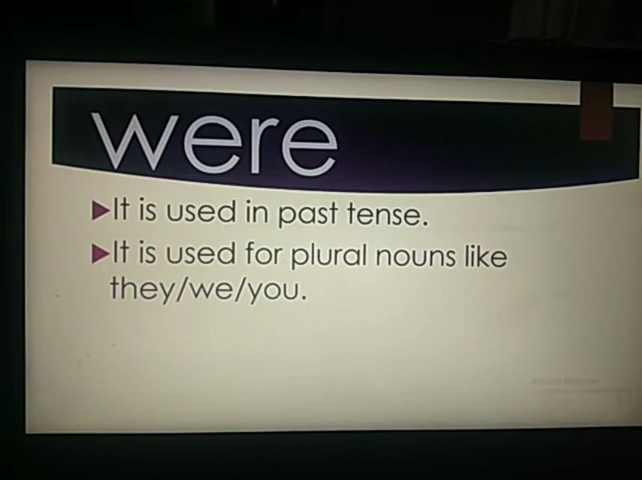 were
It is used in past tense.
It is used for plural nouns like
they/we/you.